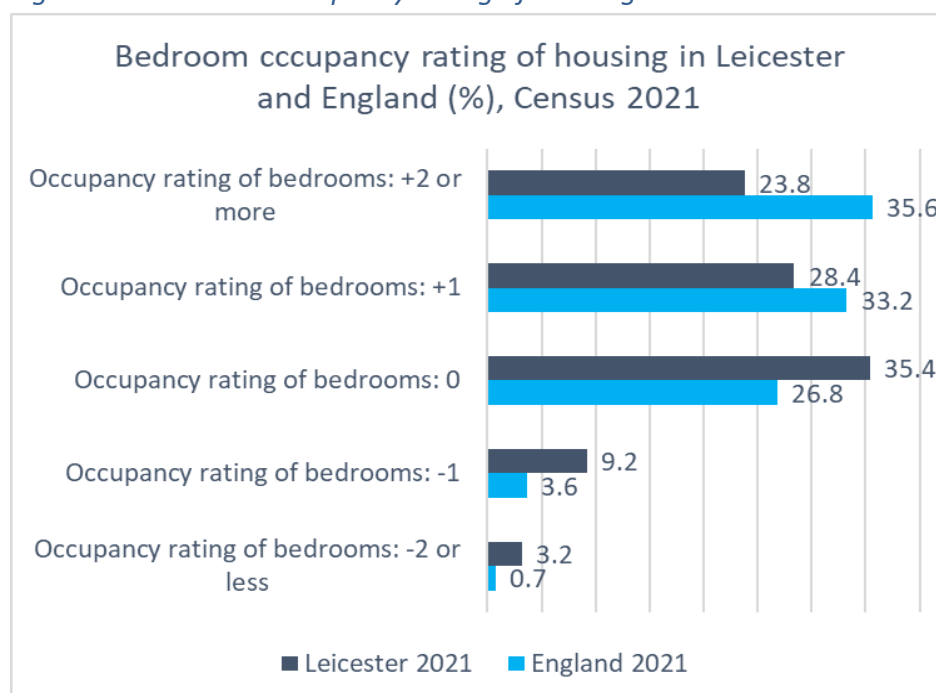 Bedroom cccupancy rating of housing in Leicester
and England (%), Census 2021
Occupancy rating of bedrooms: +2 or
more
23.8
35.6
Occupancy rating of bedrooms: +1
28.4
33.2
Occupancy rating of bedrooms: 0
35.4
26.8
Occupancy rating of bedrooms: -1
9.2
3.6
Occupancy rating of bedrooms: -2 or
less
3.2
0.7
Leicester 2021
England 2021